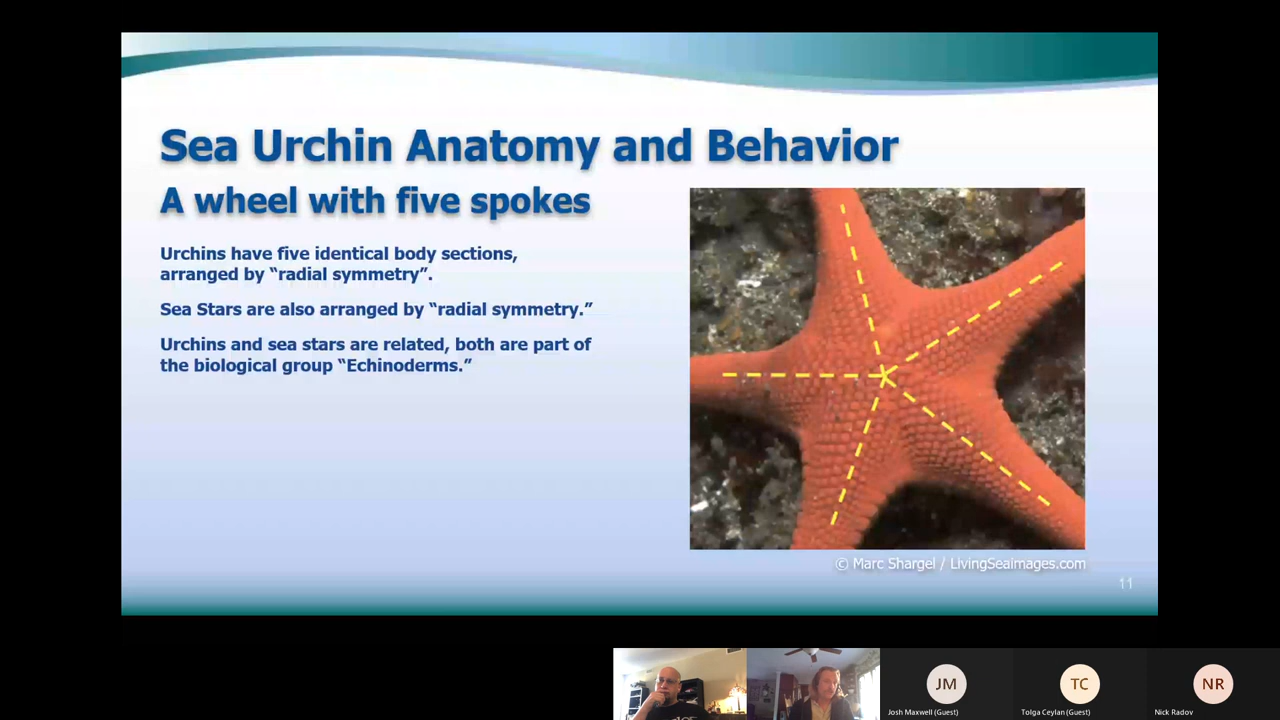 Sea Urchin Anatomy and Behavior
A wheel with five spokes
Urchins have five identical body sections,
arranged by “radial symmetry”.
Sea Stars are also arranged by “radial symmetry.”
Urchins and sea stars are related, both are part of
the biological group “Echinoderms.”
© Marc Shargel / LivingSeaimages.com
11
JM
TC
NR
Josh Maxwell (Guest)
Tolga Ceylan (Guest)
Nick Radov